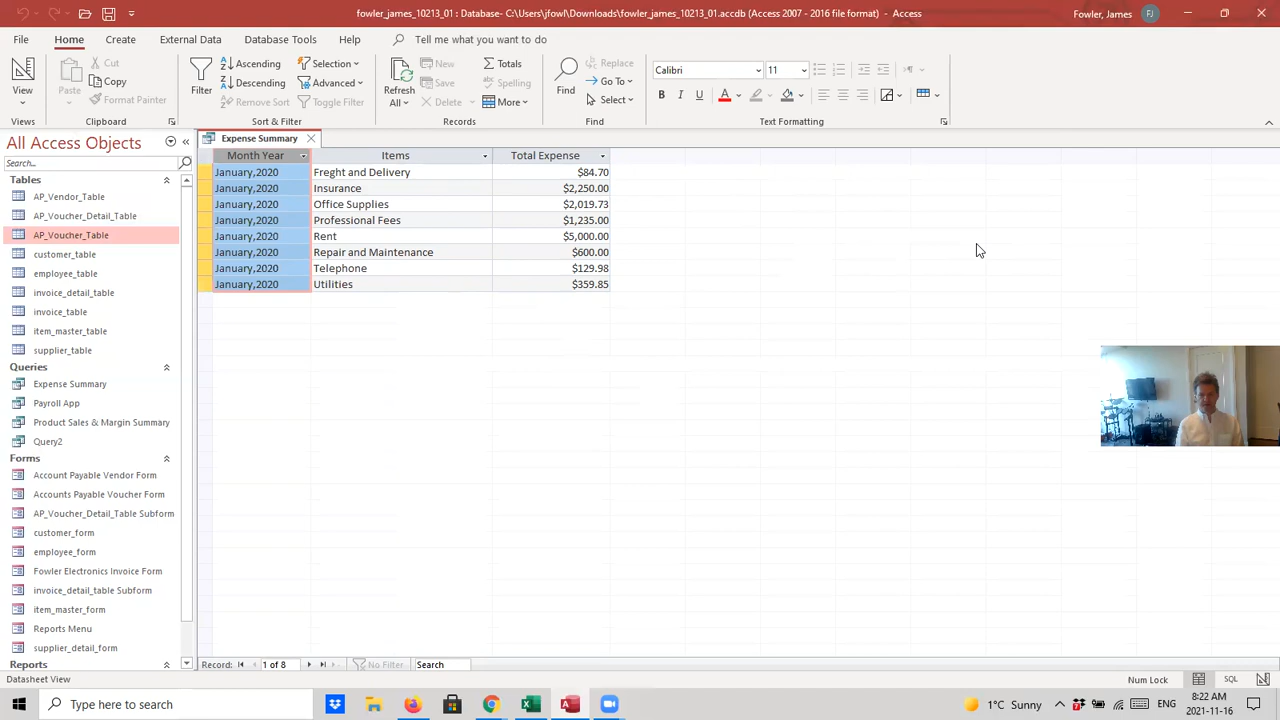 fowler_james_10213_01 : Database- C:\Users\jfowl\Downloads\fowler_james_10213_01.accdb (Access 2007 - 2016 file format) - Access
Fowler, James
FJ
File
Home
Create
External Data
Database Tools
Help
Tell me what you want to do
View
Views
Paste
Cut
Copy
Format Painter
Clipboard
Filter
Ascending
Descending
Remove Sort
Selection
Advanced
Toggle Filter
Sort & Filter
Refresh
All
New
Save
Delete
Totals
Spelling
More
Records
Find
Replace
Go To
Select
Find
Calibri
11
B I U A
Text Formatting
All Access Objects
Search...
Tables
AP_Vendor_Table
AP_Voucher_Detail_Table
AP_Voucher_Table
customer_table
employee_table
invoice_detail_table
invoice_table
item_master_table
supplier_table
Queries
Expense Summary
Payroll App
Product Sales & Margin Summary
Query2
Forms
Account Payable Vendor Form
Accounts Payable Voucher Form
AP_Voucher_Detail_Table Subform
customer_form
employee_form
Fowler Electronics Invoice Form
invoice_detail_table Subform
item_master_form
Reports Menu
supplier_detail_form
Reports
Expense Summary
Month Year Items Total Expense
January,2020 Freght and Delivery $84.70
January,2020 Insurance $2,250.00
January,2020 Office Supplies $2,019.73
January,2020 Professional Fees $1,235.00
January,2020 Rent $5,000.00
January,2020 Repair and Maintenance $600.00
January,2020 Telephone $129.98
January,2020 Utilities $359.85
Record: 1 of 8 No Filter Search
Datasheet View
Num Lock
SQL
Type here to search
1°C Sunny
ENG
8:22 AM
2021-11-16